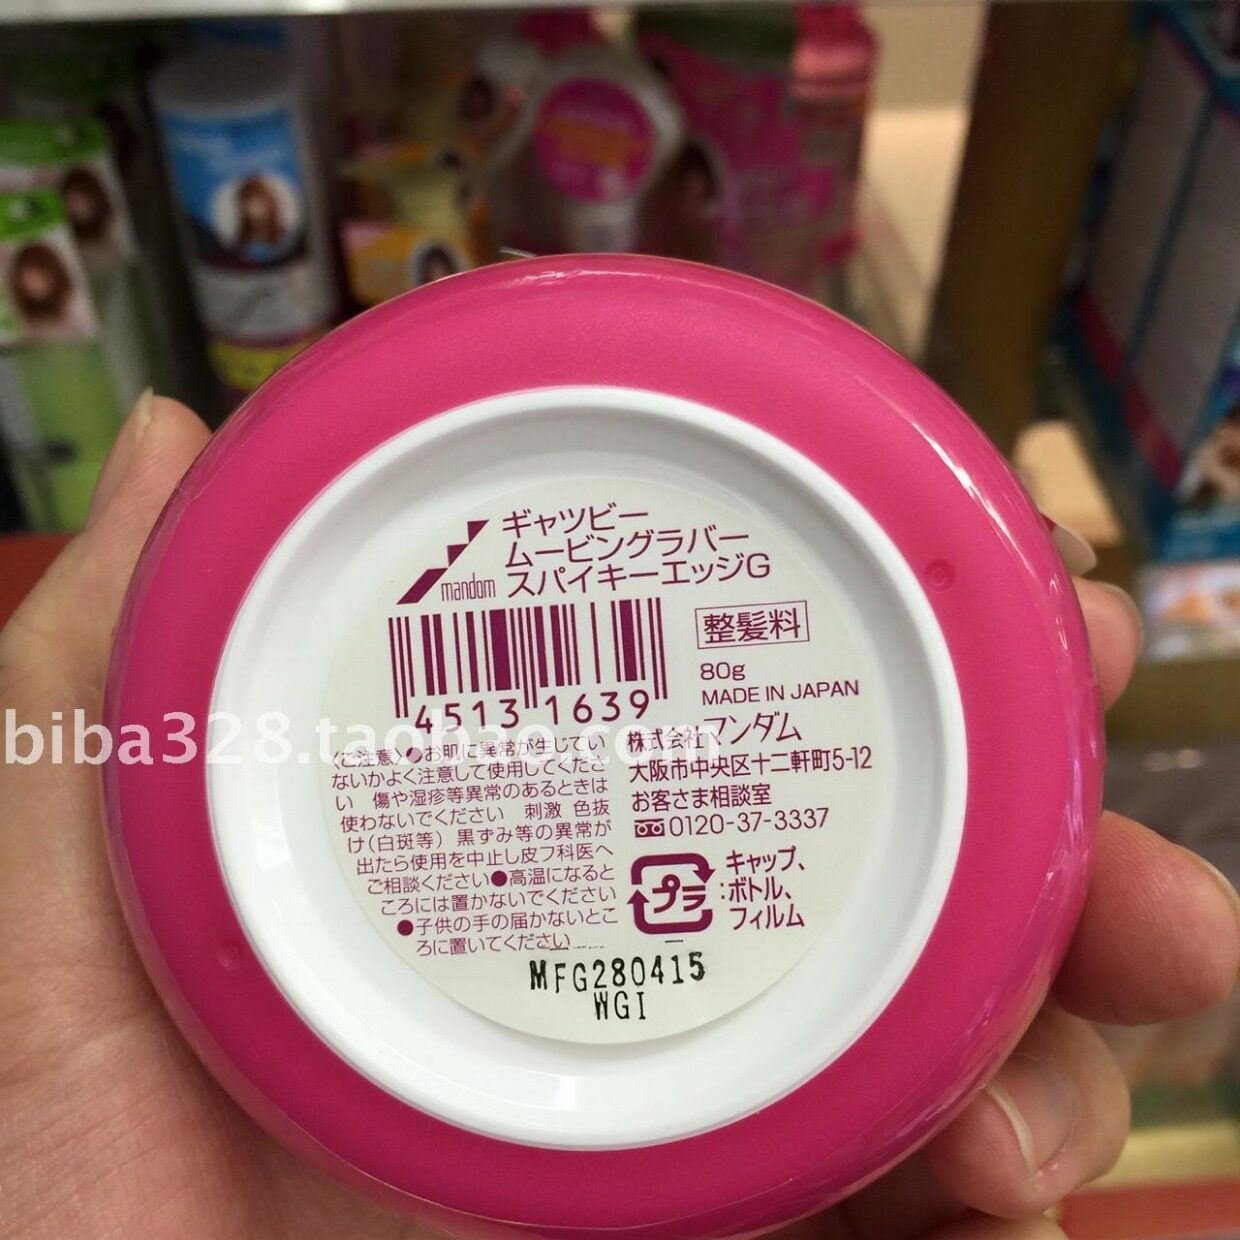 ギャツビー
ムービングラバー
スパイキーエッジG
mandom
整髪料
80g
MADE IN JAPAN
4513 1639
biba328.taobao.com
株式会社マンダム
大阪市中央区十二軒町5-12
お客さま相談室
0120-37-3337
〈ご注意〉●お肌に異常が生じてい
ないかよく注意して使用してくださ
い 傷や湿疹等異常のあるときは
使わないでください 刺激 色抜
け(白斑等) 黒ずみ等の異常が
出たら使用を中止し皮フ科医へ
ご相談ください●高温になると
ころには置かないでください
●子供の手の届かないとこ
ろに置いてください
プラ
キャップ、
:ボトル、
フィルム
MFG280415
WGI